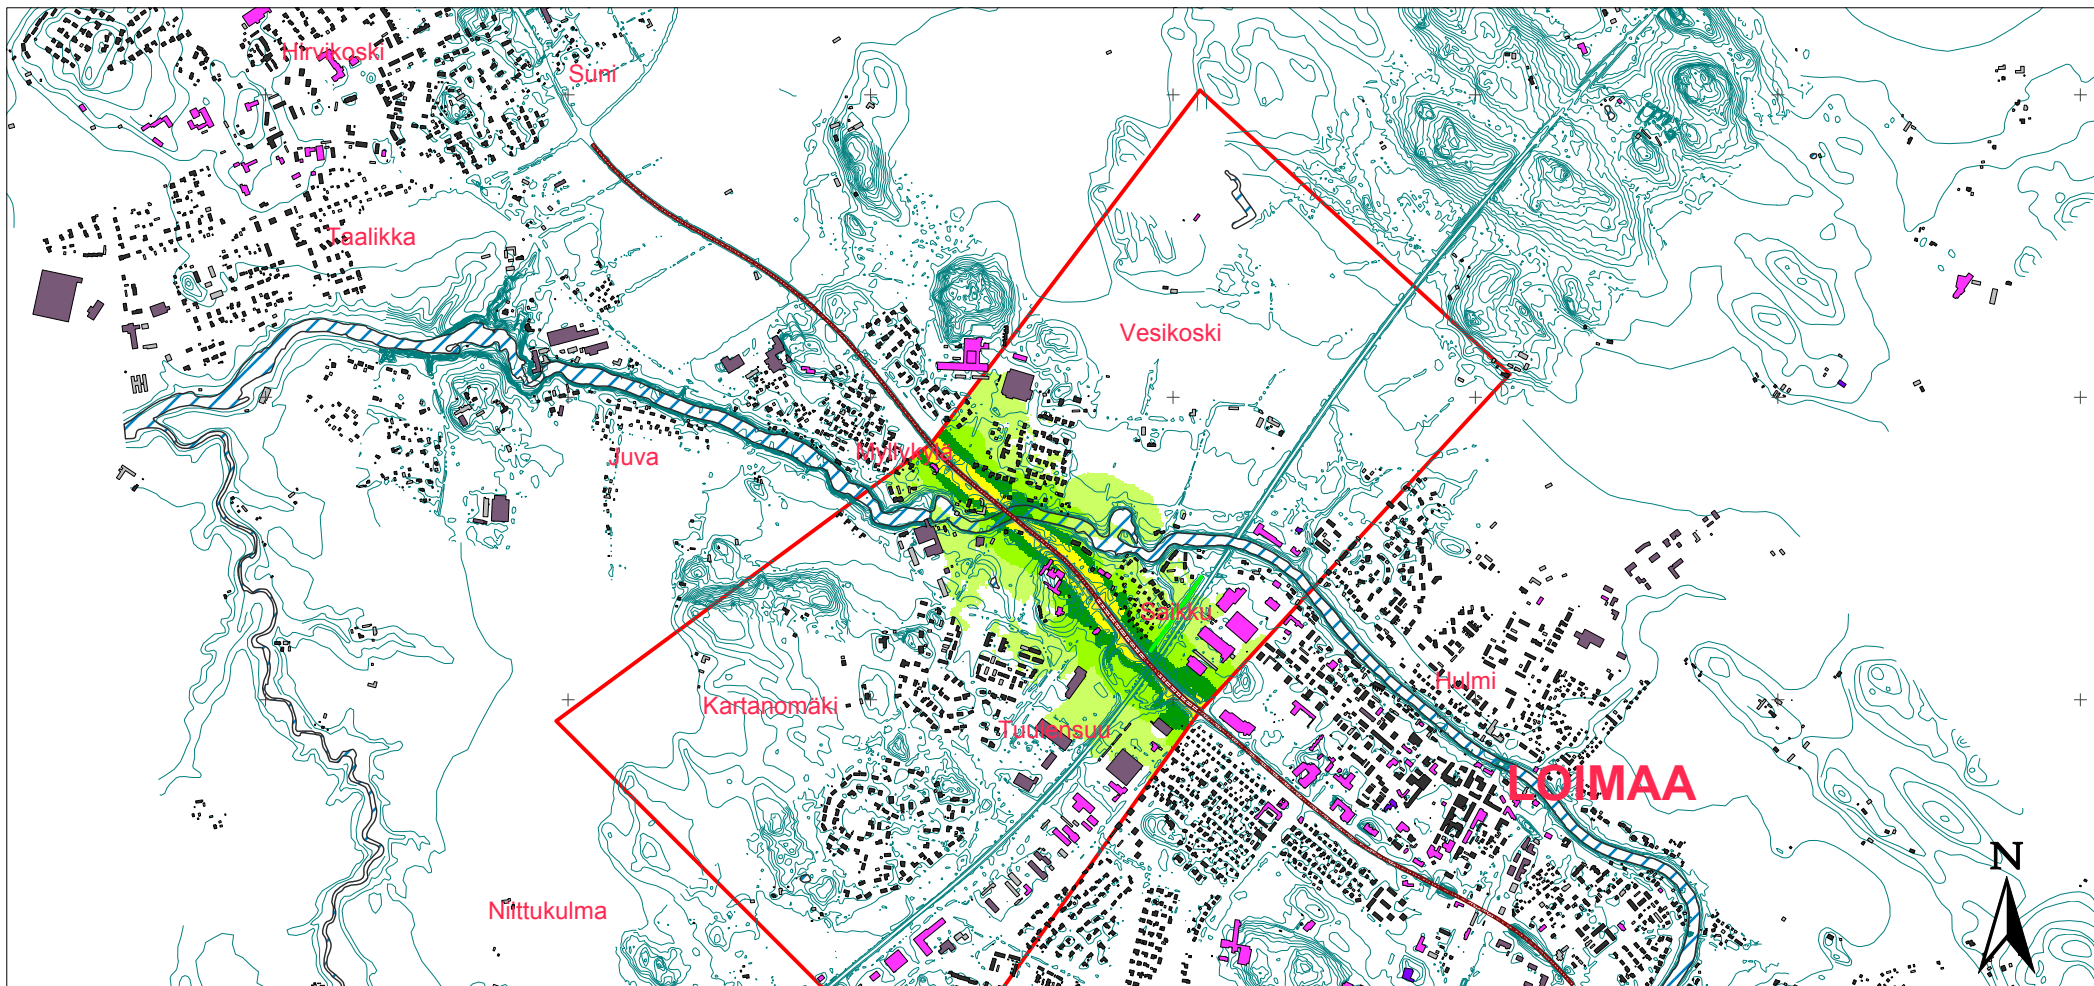 Hirvikoski
Suni
Taalikka
Vesikoski
Myllykylä
Juva
Saikku
Hulmi
Kartanomäki
Tuulensuu
LOIMAA
N
Niittukulma